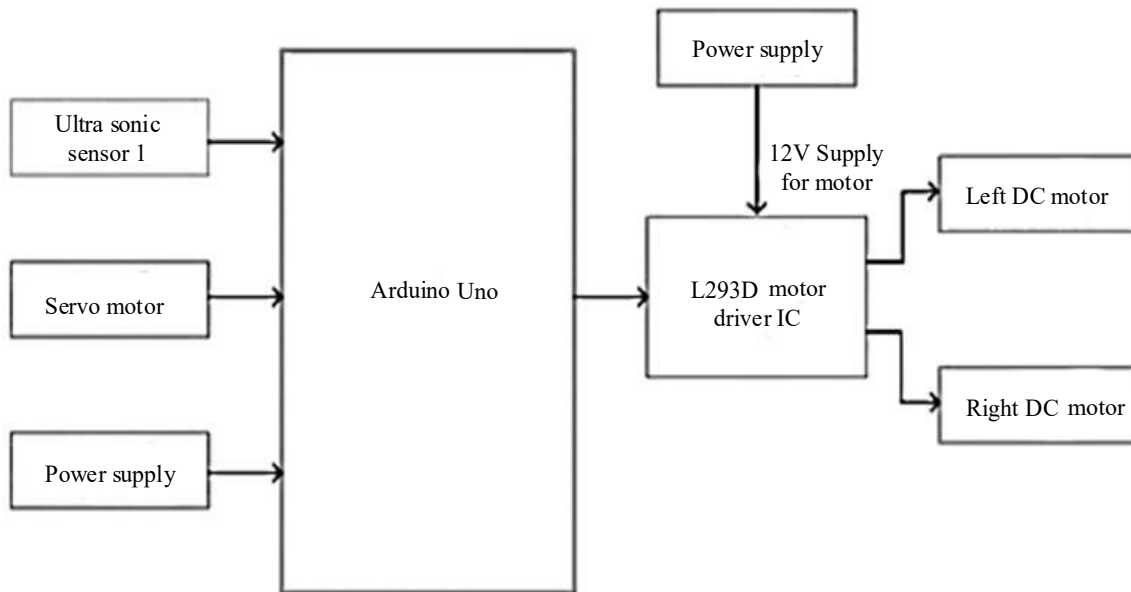 Power supply
Ultra sonic
sensor 1
12V Supply
for motor
Left DC motor
Servo motor
Arduino Uno
L293D motor
driver IC
Right DC motor
Power supply